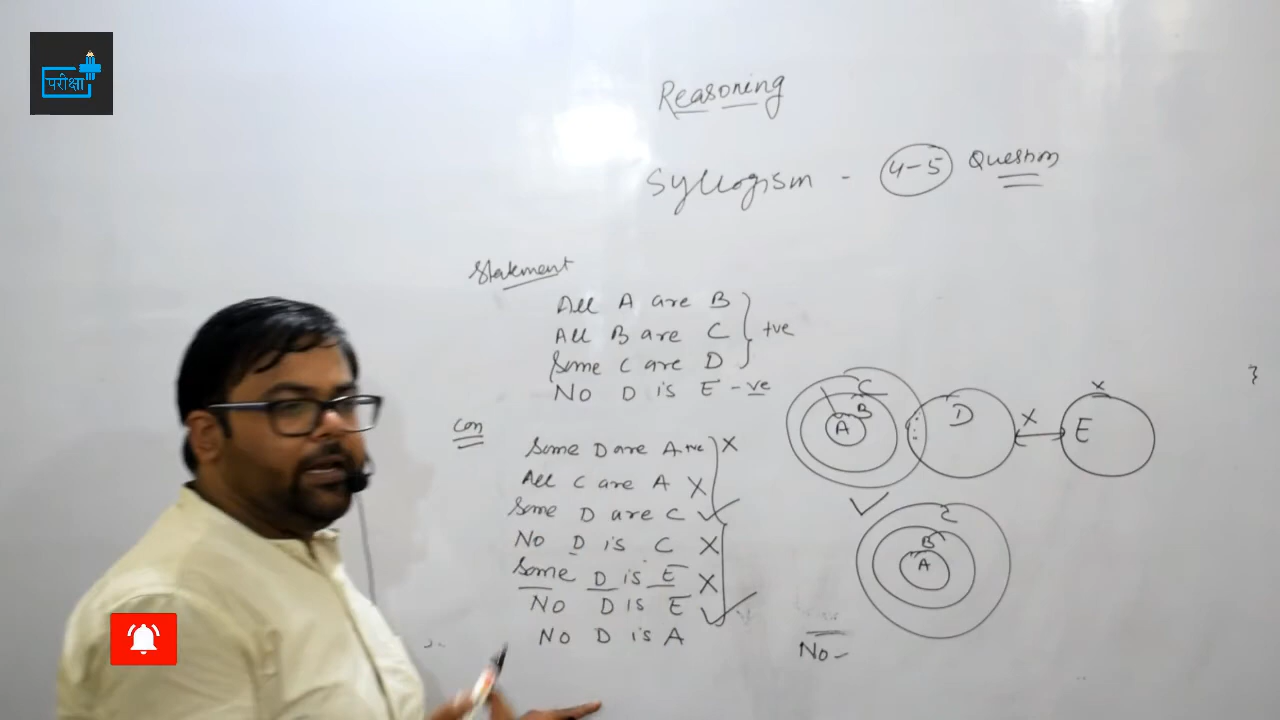 परीक्षा
Reasoning
Syllogism - 4-5 Question
Statement
All A are B
All B are C
+ve
Some C are D
No D is E -ve
Con
Some D are A +ve X
All C are A X
Some D are C ✓
No D is C X
Some D is E X
No D is E ✓
No D is A
A B C D X E X
✓
A B C
No-